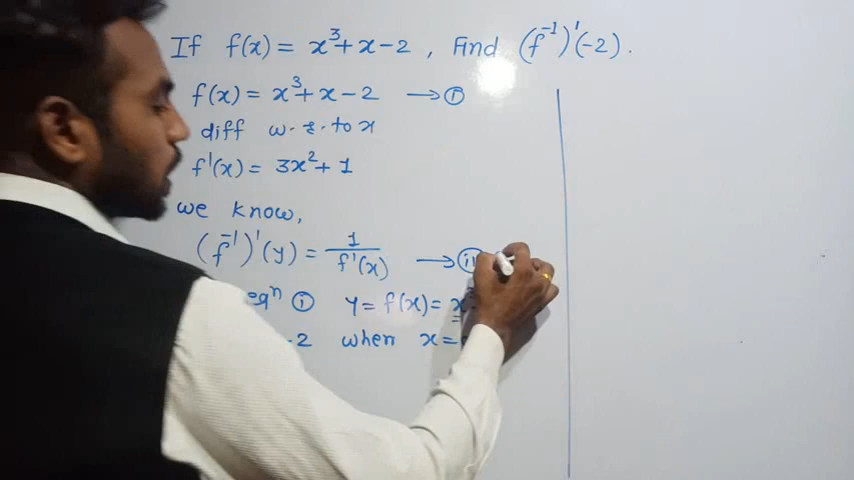 If f(x) = x³+x-2, Find (f⁻¹)'(-2).
f(x) = x³+x-2 → ①
diff w.r.to x
f'(x) = 3x²+1
we know,
(f⁻¹)'(y) = 1/f'(x) → ②
eqⁿ ① y = f(x) = x
-2 when x =